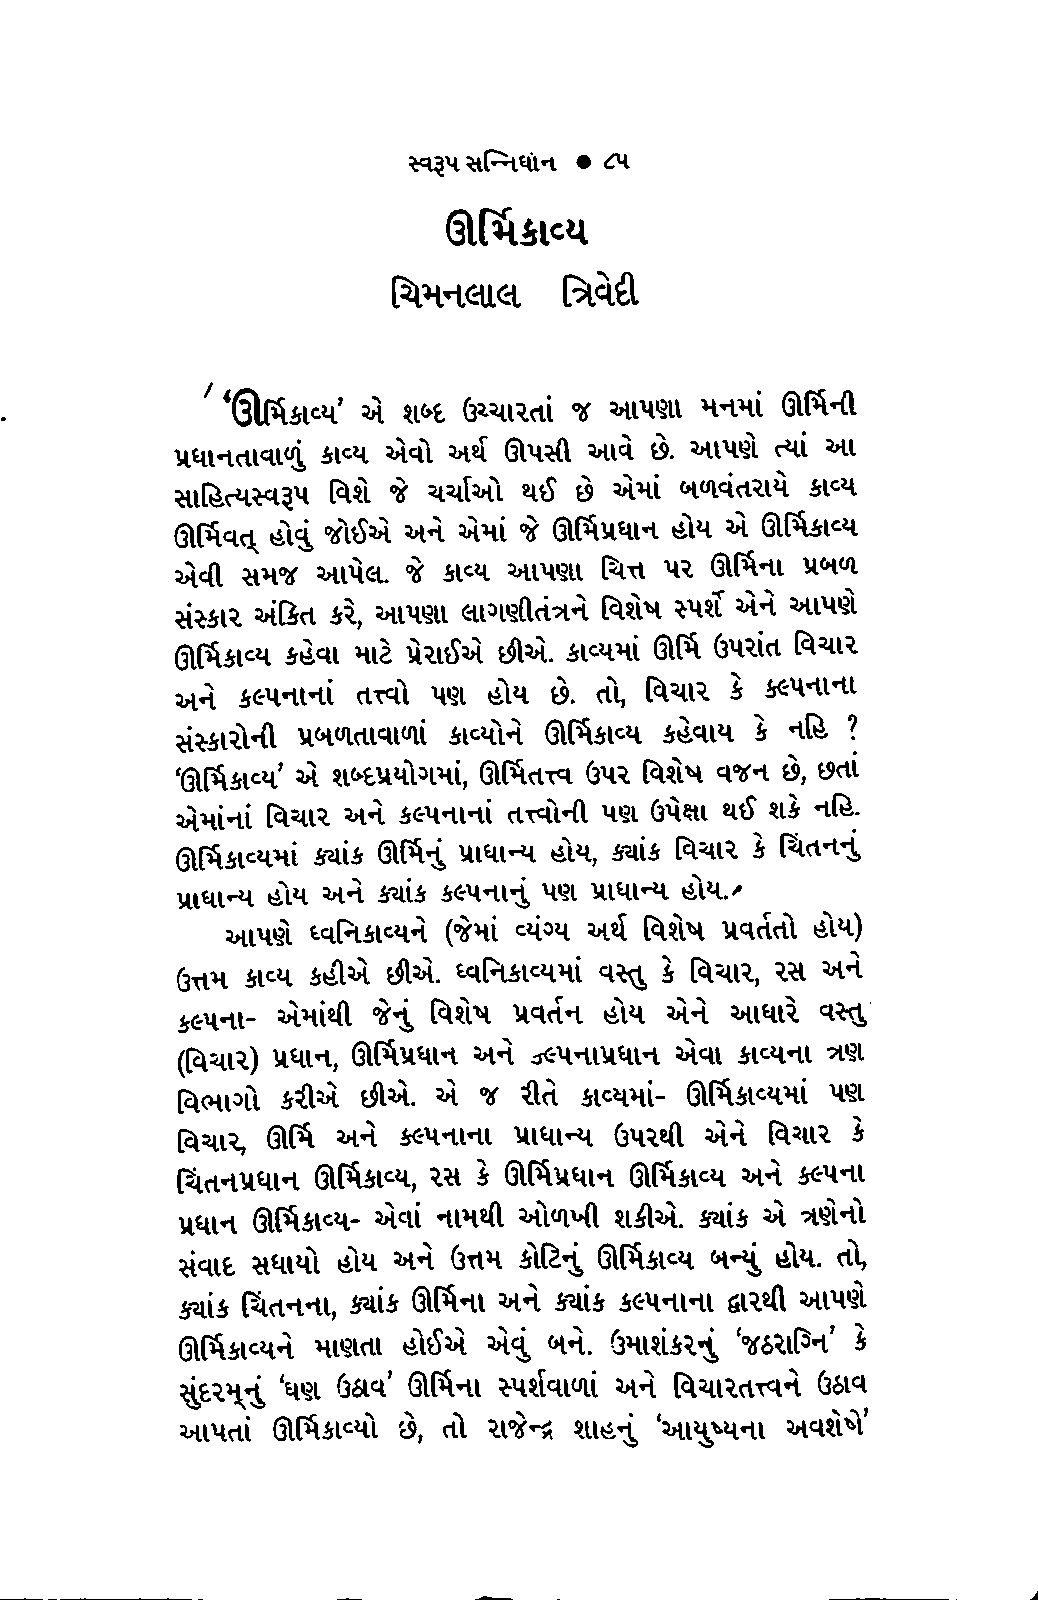 સ્વરૂપ સન્નિધાન ● ૮૫
ઊર્મિકાવ્ય
ચિમનલાલ ત્રિવેદી
‘ઊર્મિકાવ્ય’ એ શબ્દ ઉચ્ચારતાં જ આપણા મનમાં ઊર્મિની
પ્રધાનતાવાળું કાવ્ય એવો અર્થ ઊપસી આવે છે. આપણે ત્યાં આ
સાહિત્યસ્વરૂપ વિશે જે ચર્ચાઓ થઈ છે એમાં બળવંતરાયે કાવ્ય
ઊર્મિવત્ હોવું જોઈએ અને એમાં જે ઊર્મિપ્રધાન હોય એ ઊર્મિકાવ્ય
એવી સમજ આપેલ. જે કાવ્ય આપણા ચિત્ત પર ઊર્મિના પ્રબળ
સંસ્કાર અંકિત કરે, આપણા લાગણીતંત્રને વિશેષ સ્પર્શે એને આપણે
ઊર્મિકાવ્ય કહેવા માટે પ્રેરાઈએ છીએ. કાવ્યમાં ઊર્મિ ઉપરાંત વિચાર
અને કલ્પનાનાં તત્ત્વો પણ હોય છે. તો, વિચાર કે ક્લ્પનાના
સંસ્કારોની પ્રબળતાવાળાં કાવ્યોને ઊર્મિકાવ્ય કહેવાય કે નહિ ?
‘ઊર્મિકાવ્ય’ એ શબ્દપ્રયોગમાં, ઊર્મિતત્ત્વ ઉપર વિશેષ વજન છે, છતાં
એમાંનાં વિચાર અને કલ્પનાનાં તત્ત્વોની પણ ઉપેક્ષા થઈ શકે નહિ.
ઊર્મિકાવ્યમાં ક્યાંક ઊર્મિનું પ્રાધાન્ય હોય, ક્યાંક વિચાર કે ચિંતનનું
પ્રાધાન્ય હોય અને ક્યાંક કલ્પનાનું પણ પ્રાધાન્ય હોય.
આપણે ધ્વનિકાવ્યને (જેમાં વ્યંગ્ય અર્થ વિશેષ પ્રવર્તતો હોય)
ઉત્તમ કાવ્ય કહીએ છીએ. ધ્વનિકાવ્યમાં વસ્તુ કે વિચાર, રસ અને
કલ્પના- એમાંથી જેનું વિશેષ પ્રવર્તન હોય એને આધારે વસ્તુ
(વિચાર) પ્રધાન, ઊર્મિપ્રધાન અને કલ્પનાપ્રધાન એવા કાવ્યના ત્રણ
વિભાગો કરીએ છીએ. એ જ રીતે કાવ્યમાં- ઊર્મિકાવ્યમાં પણ
વિચાર, ઊર્મિ અને ક્લ્પનાના પ્રાધાન્ય ઉપરથી એને વિચાર કે
ચિંતનપ્રધાન ઊર્મિકાવ્ય, રસ કે ઊર્મિપ્રધાન ઊર્મિકાવ્ય અને ક્લ્પના
પ્રધાન ઊર્મિકાવ્ય- એવાં નામથી ઓળખી શકીએ. ક્યાંક એ ત્રણેનો
સંવાદ સધાયો હોય અને ઉત્તમ કોટિનું ઊર્મિકાવ્ય બન્યું હોય. તો,
ક્યાંક ચિંતનના, ક્યાંક ઊર્મિના અને ક્યાંક કલ્પનાના દ્વારથી આપણે
ઊર્મિકાવ્યને માણતા હોઈએ એવું બને. ઉમાશંકરનું ‘જઠરાગ્નિ’ કે
સુંદરમ્‌નું ‘ઘણ ઉઠાવ’ ઊર્મિના સ્પર્શવાળાં અને વિચારતત્ત્વને ઉઠાવ
આપતાં ઊર્મિકાવ્યો છે, તો રાજેન્દ્ર શાહનું ‘આયુષ્યના અવશેષે’